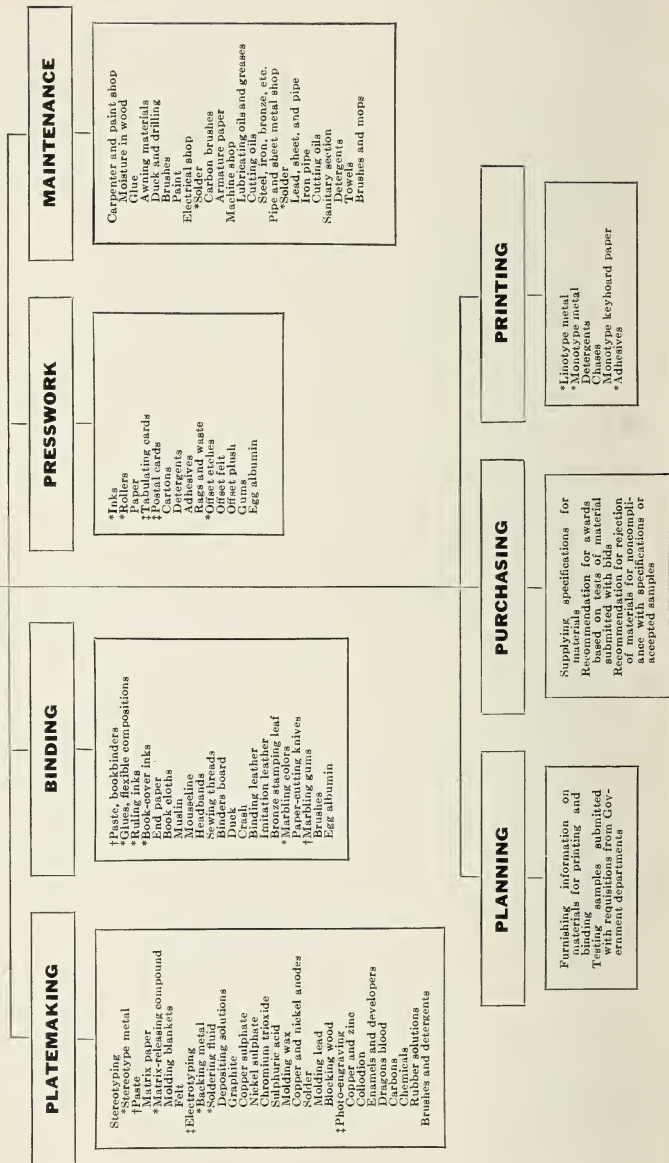 PLATEMAKING
Stereotyping
*Stereotype metal
†Paste
Matrix paper
*Matrix-releasing compound
Molding blankets
Felt
‡Electrotyping
*Backing metal
*Soldering fluid
Depositing solutions
Graphite
Copper sulphate
Nickel sulphate
Chromium trioxide
Sulphuric acid
Molding wax
Copper and nickel anodes
Solder
Molding lead
Blocking wood
‡Photo-engraving
Copper and zinc
Collodion
Enamels and developers
Dragons blood
Carbons
Chemicals
Rubber solutions
Brushes and detergents
BINDING
†Paste, bookbinders
*Glues, flexible compositions
*Ruling inks
*Book-cover inks
End paper
Book cloths
Muslin
Mousseline
Headbands
Sewing threads
Binders board
Duck
Crash
Binding leather
Imitation leather
Bronze stamping leaf
*Marbling colors
Paper-cutting knives
†Marbling gums
Brushes
Egg albumin
PRESSWORK
*Inks
*Rollers
Paper
‡Tabulating cards
‡Postal cards
Cartons
Detergents
Adhesives
Rags and waste
*Offset etches
Offset felt
Offset plush
Gums
Egg albumin
MAINTENANCE
Carpenter and paint shop
Moisture in wood
Glue
Awning materials
Duck and drilling
Brushes
Paint
Electrical shop
*Solder
Carbon brushes
Armature paper
Machine shop
Lubricating oils and greases
Cutting oils
Steel, iron, bronze, etc.
Pipe and sheet metal shop
*Solder
Lead, sheet, and pipe
Iron pipe
Cutting oils
Sanitary section
Detergents
Towels
Brushes and mops
PLANNING
Furnishing information on
materials for printing and
binding
Testing samples submitted
with requisitions from Gov-
ernment departments
PURCHASING
Supplying specifications for
materials
Recommendation for awards
based on tests of material
submitted with bids
Recommendation for rejection
of materials for noncompli-
ance with specifications or
accepted samples
PRINTING
*Linotype metal
*Monotype metal
Detergents
Chases
Monotype keyboard paper
*Adhesives